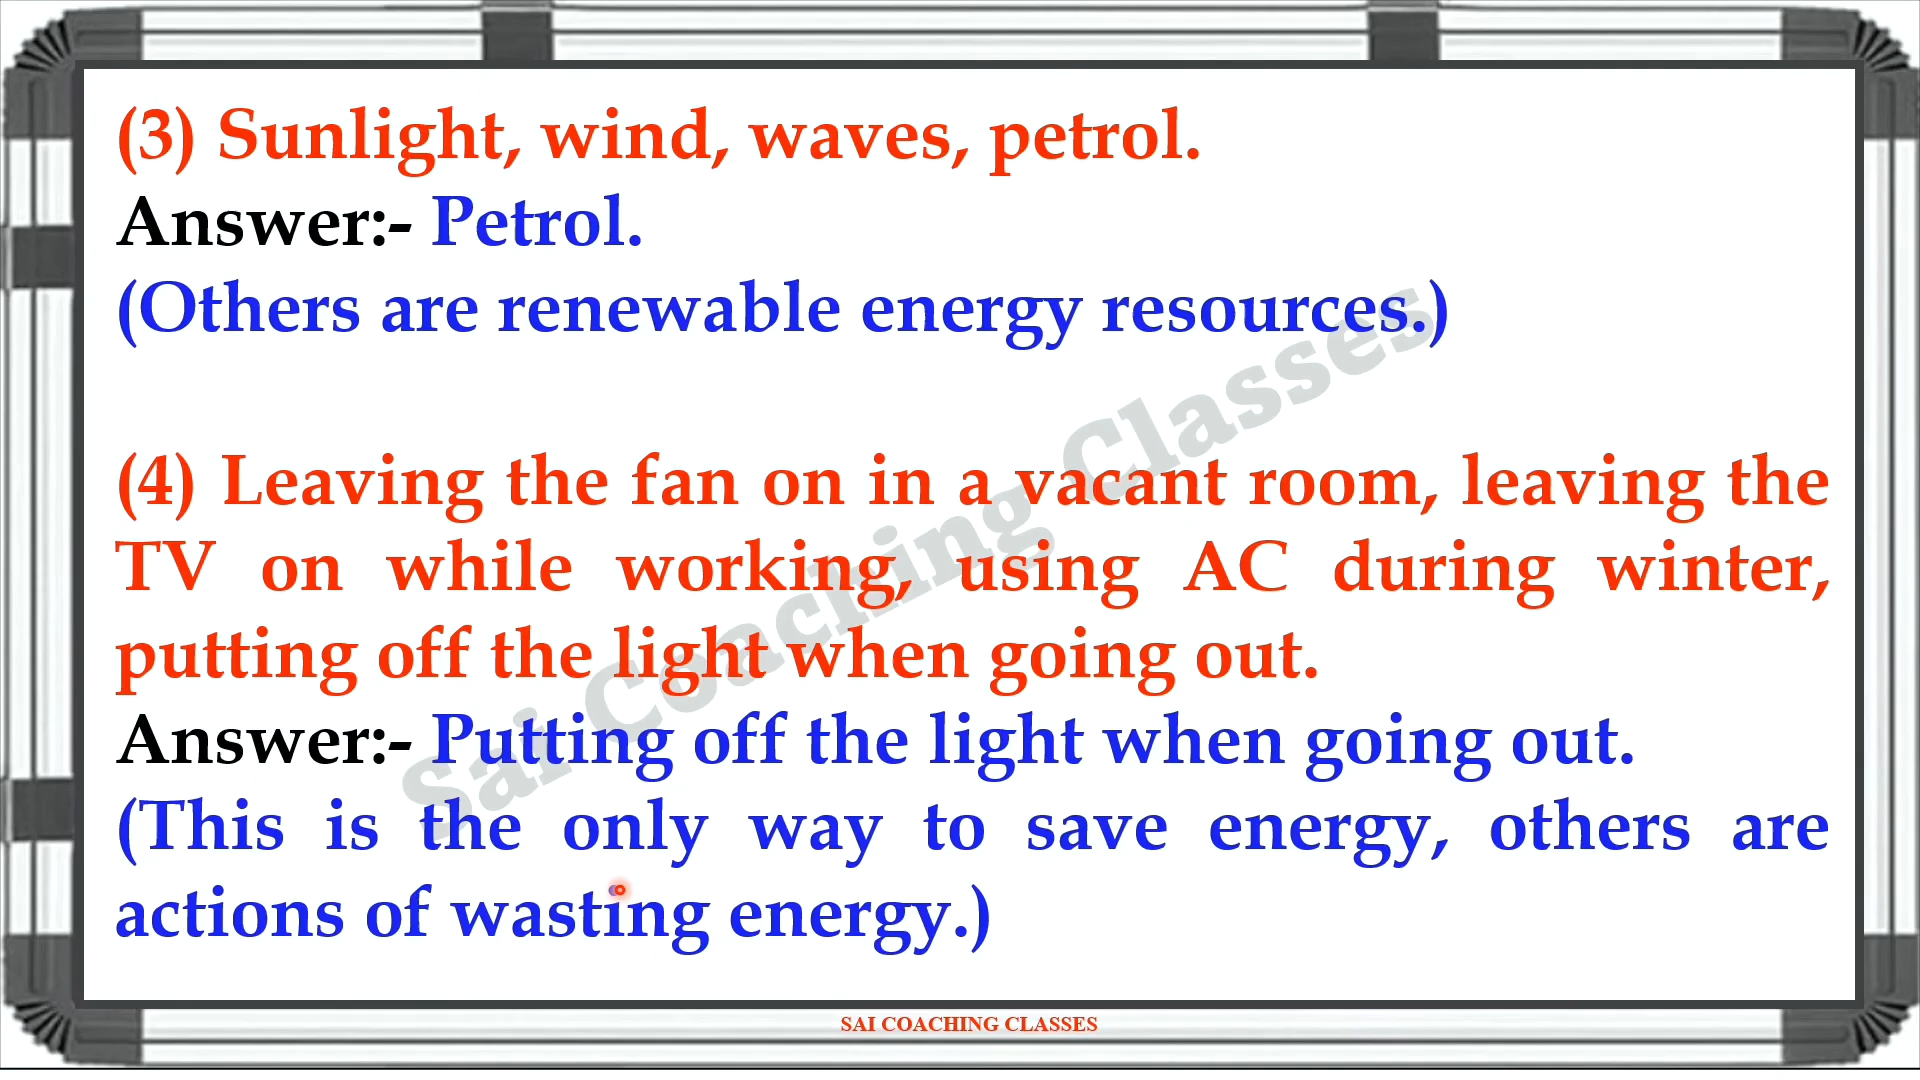 (3) Sunlight, wind, waves, petrol.
Answer:- Petrol.
(Others are renewable energy resources.)
(4) Leaving the fan on in a vacant room, leaving the
TV on while working, using AC during winter,
putting off the light when going out.
Answer:- Putting off the light when going out.
(This is the only way to save energy, others are
actions of wasting energy.)
Sai Coaching Classes
SAI COACHING CLASSES